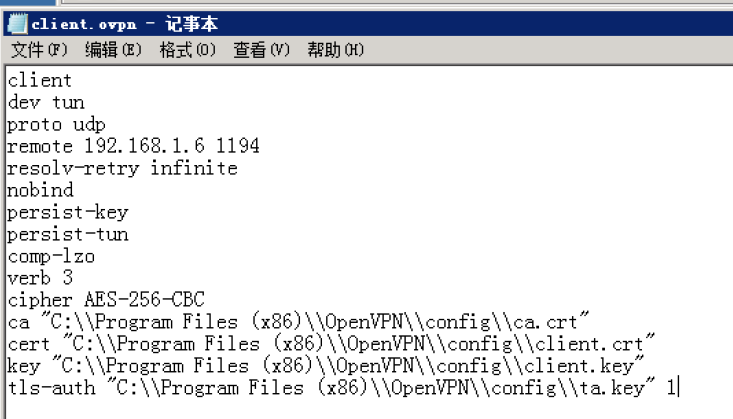 client.ovpn - 记事本
文件(F) 编辑(E) 格式(O) 查看(V) 帮助(H)
client
dev tun
proto udp
remote 192.168.1.6 1194
resolv-retry infinite
nobind
persist-key
persist-tun
comp-lzo
verb 3
cipher AES-256-CBC
ca "C:\\Program Files (x86)\\OpenVPN\\config\\ca.crt"
cert "C:\\Program Files (x86)\\OpenVPN\\config\\client.crt"
key "C:\\Program Files (x86)\\OpenVPN\\config\\client.key"
tls-auth "C:\\Program Files (x86)\\OpenVPN\\config\\ta.key" 1